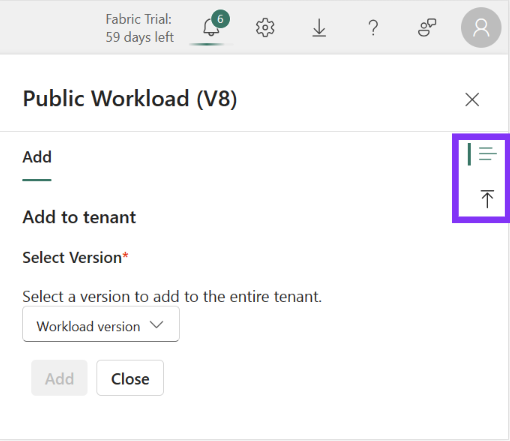 Fabric Trial:
59 days left
6
Public Workload (V8)
Add
Add to tenant
Select Version*
Select a version to add to the entire tenant.
Workload version
Add
Close